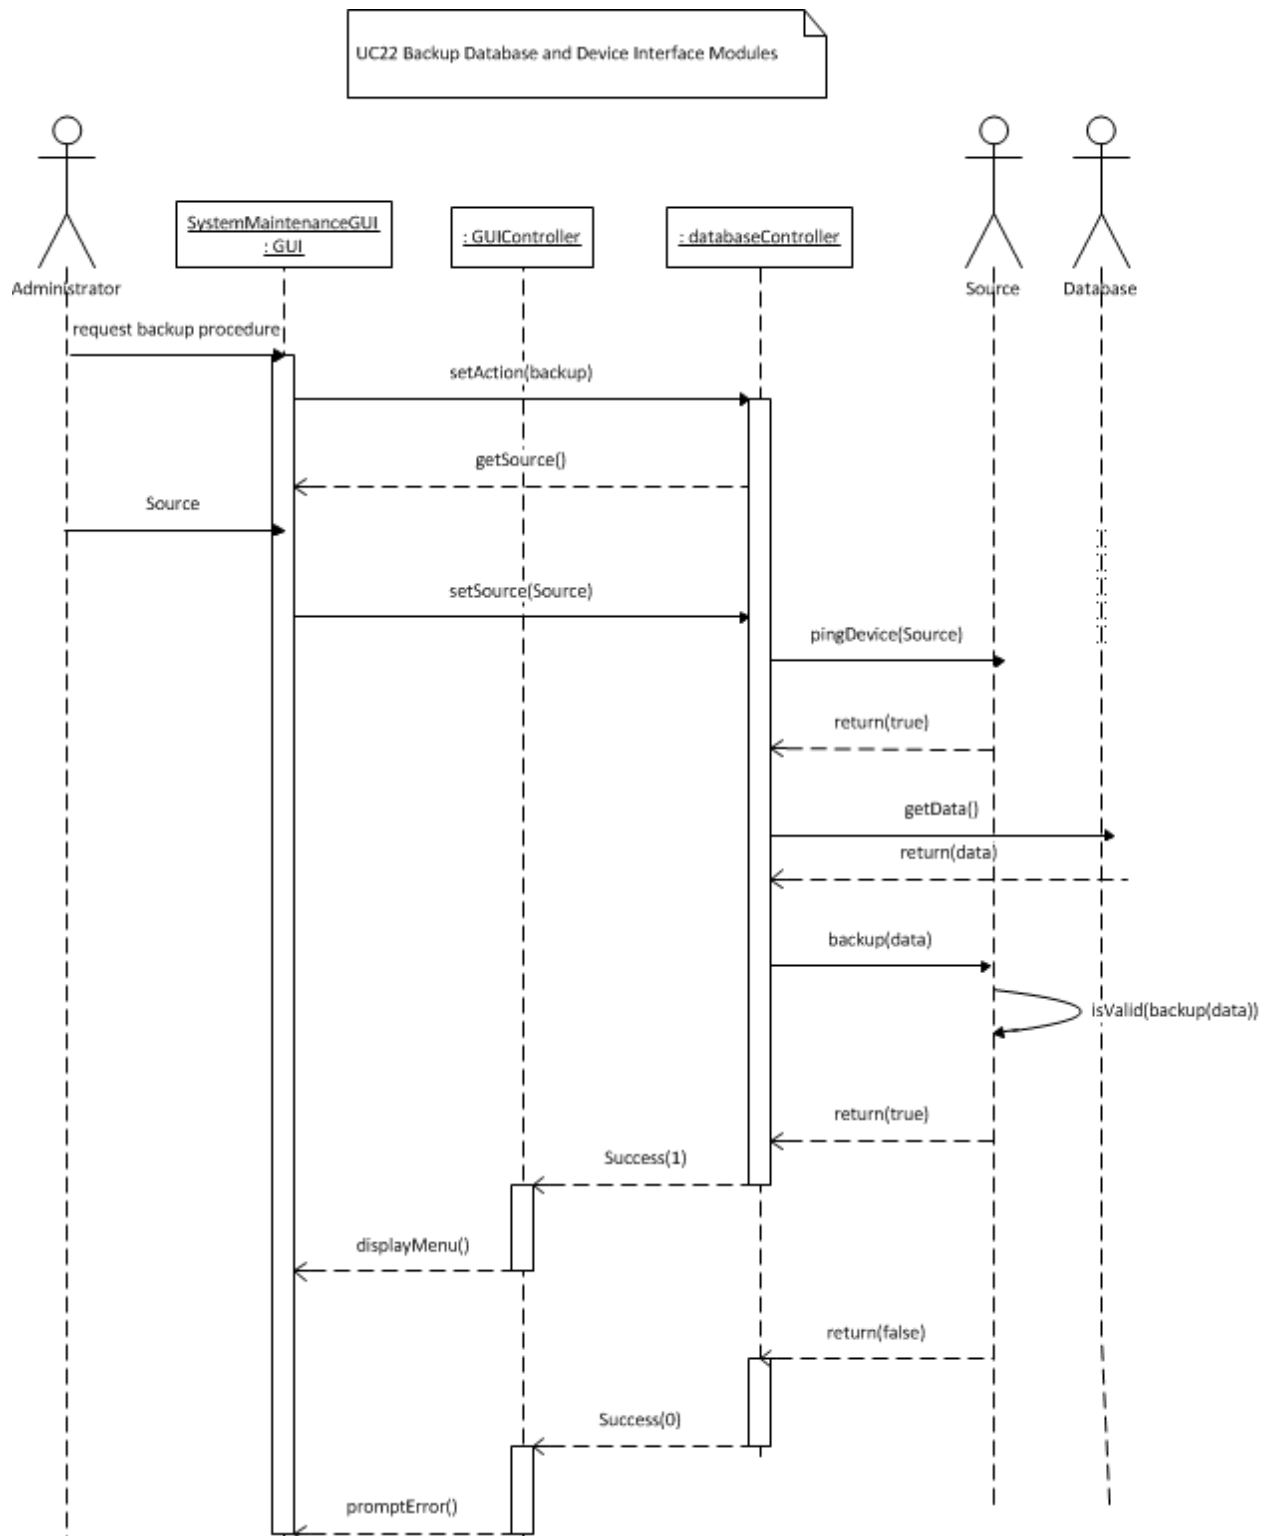 UC22 Backup Database and Device Interface Modules
SystemMaintenanceGUI
: GUI
: GUIController
: databaseController
Administrator
Source
Database
request backup procedure
setAction(backup)
getSource()
Source
setSource(Source)
pingDevice(Source)
return(true)
getData()
return(data)
backup(data)
isValid(backup(data))
return(true)
Success(1)
displayMenu()
return(false)
Success(0)
promptError()